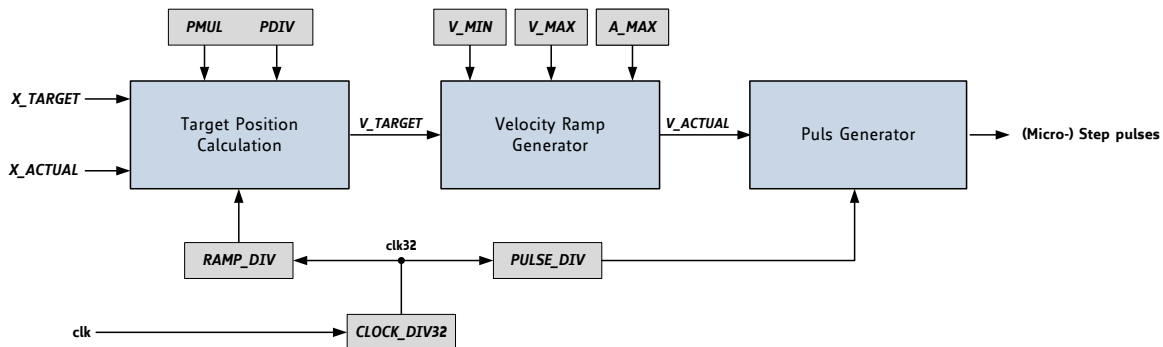 PMUL PDIV
V_MIN
V_MAX
A_MAX
X_TARGET
X_ACTUAL
Target Position
Calculation
V_TARGET
Velocity Ramp
Generator
V_ACTUAL
Puls Generator
(Micro-) Step pulses
RAMP_DIV
clk32
PULSE_DIV
clk
CLOCK_DIV32